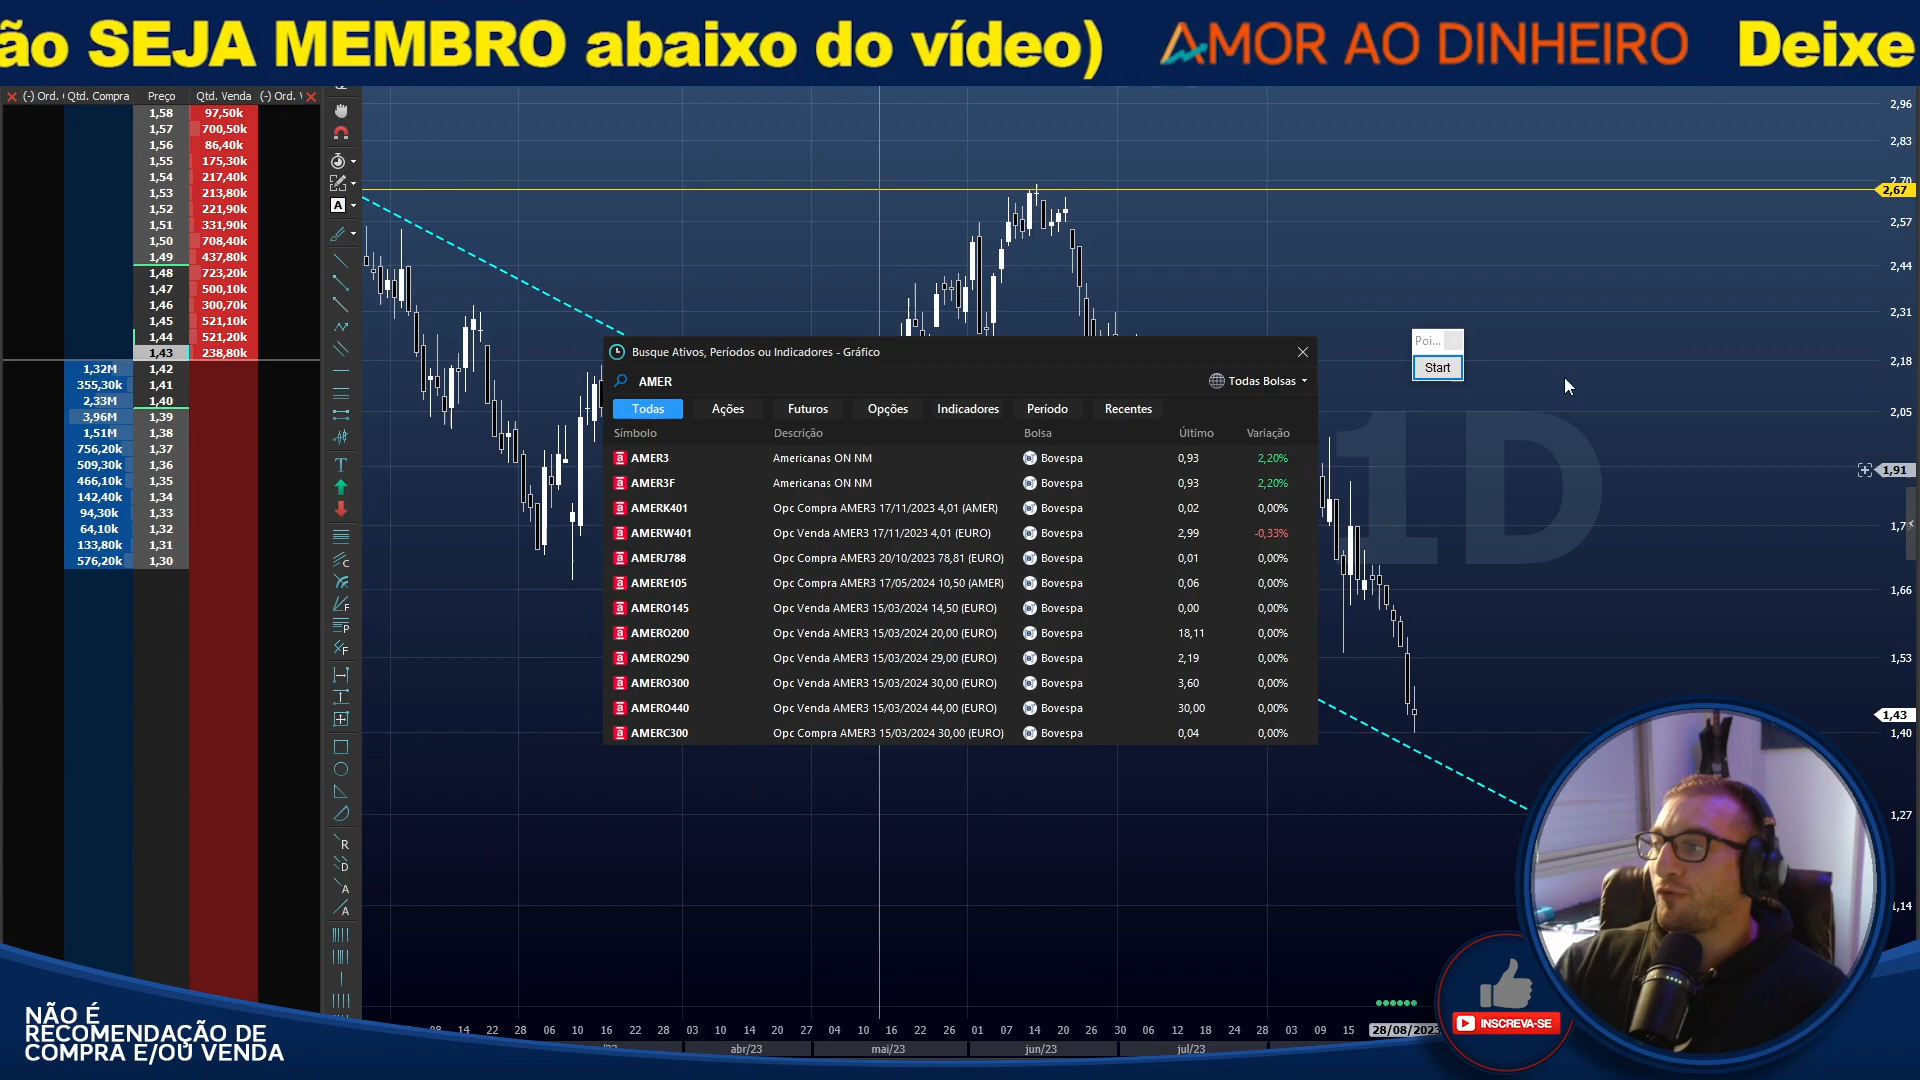 ão SEJA MEMBRO abaixo do vídeo)
AMOR AO DINHEIRO
Deixe
(-) Ord. Qtd. Compra Preço Qtd. Venda (-) Ord.
1,58 97,50k
1,57 700,50k
1,56 86,40k
1,55 175,30k
1,54 217,40k
1,53 213,80k
1,52 221,90k
1,51 331,90k
1,50 708,40k
1,49 437,80k
1,48 723,20k
1,47 500,10k
1,46 300,70k
1,45 521,10k
1,44 521,20k
1,43 238,80k
1,32M 1,42
355,30k 1,41
2,33M 1,40
3,96M 1,39
1,51M 1,38
756,20k 1,37
509,30k 1,36
466,10k 1,35
142,40k 1,34
94,30k 1,33
64,10k 1,32
133,80k 1,31
576,20k 1,30
Busque Ativos, Períodos ou Indicadores - Gráfico
AMER Todas Bolsas
Todas Ações Futuros Opções Indicadores Período Recentes
Símbolo Descrição Bolsa Último Variação
AMER3 Americanas ON NM Bovespa 0,93 2,20%
AMER3F Americanas ON NM Bovespa 0,93 2,20%
AMERK401 Opc Compra AMER3 17/11/2023 4,01 (AMER) Bovespa 0,02 0,00%
AMERW401 Opc Venda AMER3 17/11/2023 4,01 (EURO) Bovespa 2,99 -0,33%
AMERJ788 Opc Compra AMER3 20/10/2023 78,81 (EURO) Bovespa 0,01 0,00%
AMERE105 Opc Compra AMER3 17/05/2024 10,50 (AMER) Bovespa 0,06 0,00%
AMERO145 Opc Venda AMER3 15/03/2024 14,50 (EURO) Bovespa 0,00 0,00%
AMERO200 Opc Venda AMER3 15/03/2024 20,00 (EURO) Bovespa 18,11 0,00%
AMERO290 Opc Venda AMER3 15/03/2024 29,00 (EURO) Bovespa 2,19 0,00%
AMERO300 Opc Venda AMER3 15/03/2024 30,00 (EURO) Bovespa 3,60 0,00%
AMERO440 Opc Venda AMER3 15/03/2024 44,00 (EURO) Bovespa 30,00 0,00%
AMERC300 Opc Compra AMER3 15/03/2024 30,00 (EURO) Bovespa 0,04 0,00%
Poi...
Start
1D
2,96
2,83
2,70
2,67
2,57
2,44
2,31
2,18
2,05
1,91
1,66
1,53
1,43
1,40
1,27
1,14
08 14 22 28 06 10 16 22 28 03 10 14 20 27 04 10 16 22 26 01 07 14 20 30 06 12 18 24 28 03 09 15 28/08/2023
abr/23 mai/23 jun/23 jul/23
NÃO É
RECOMENDAÇÃO DE
COMPRA E/OU VENDA
INSCREVA-SE